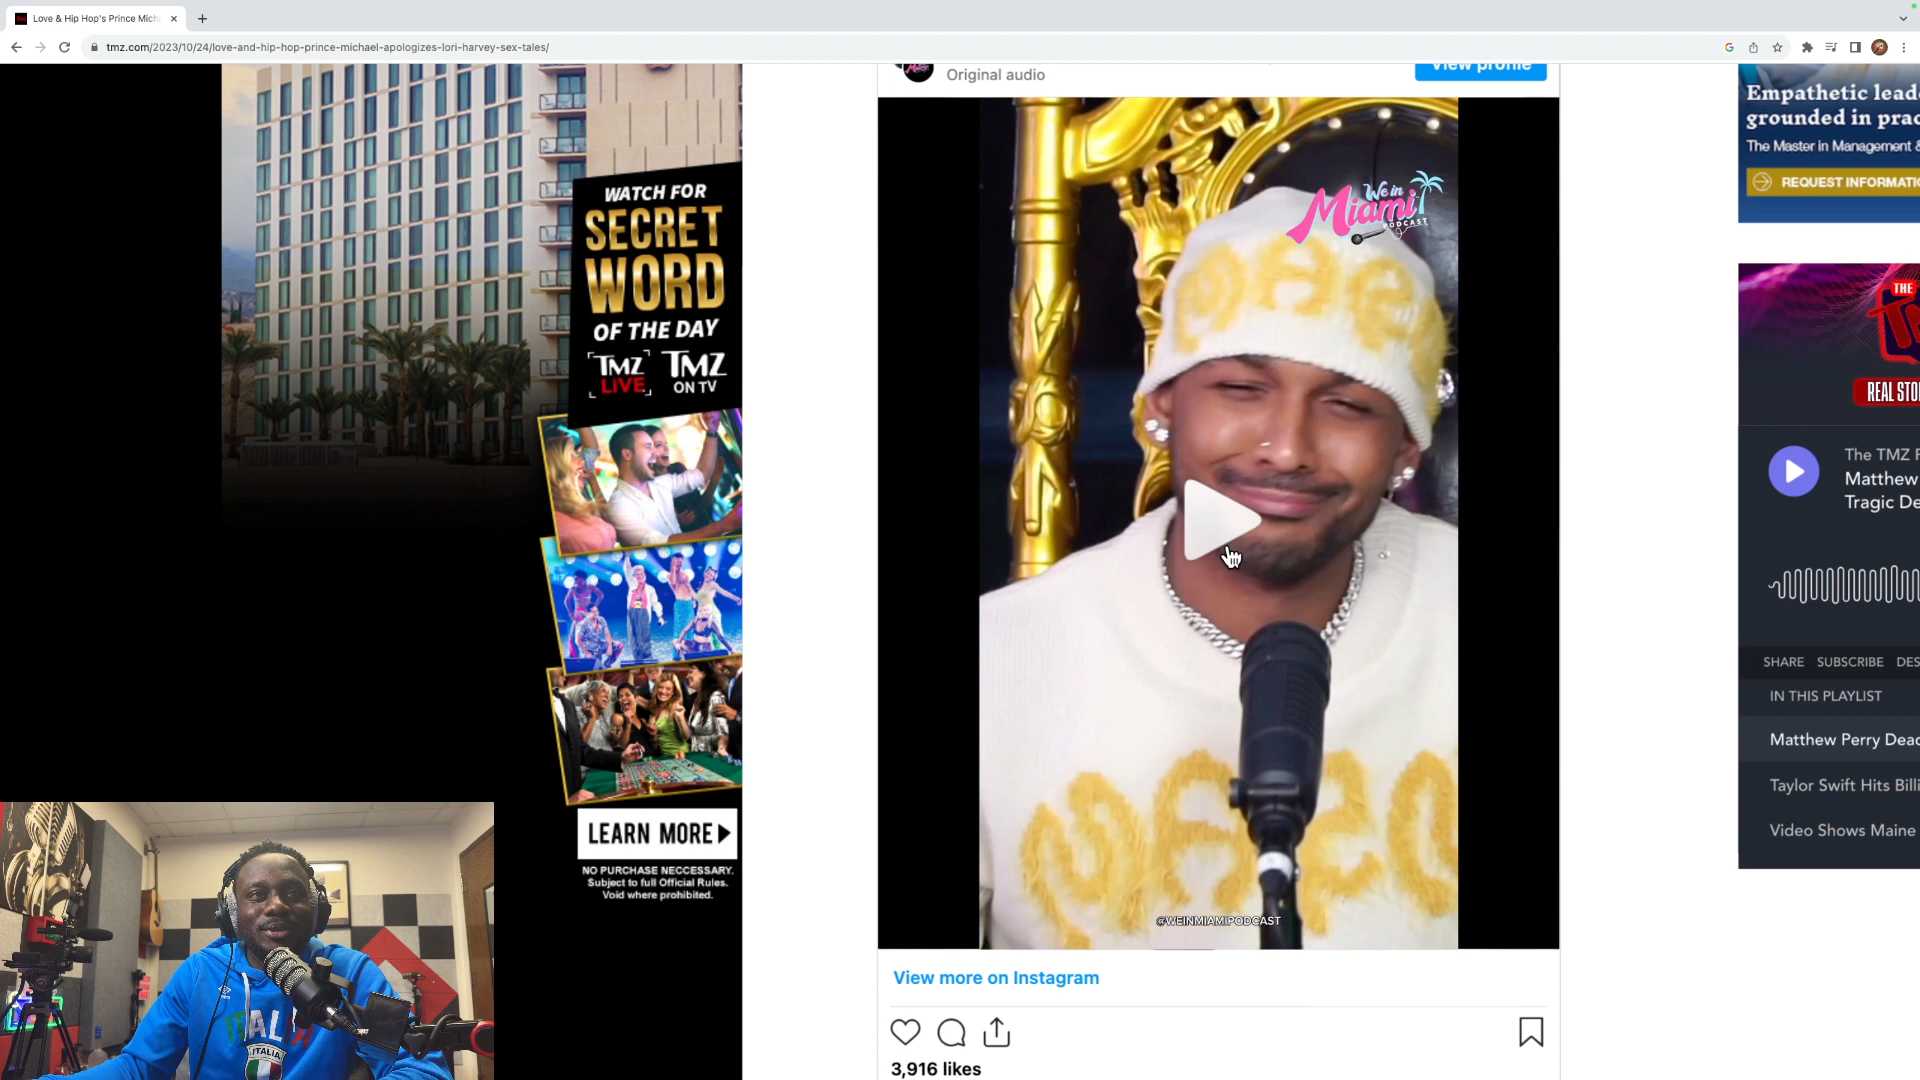 Love & Hip Hop's Prince Mich
tmz.com/2023/10/24/love-and-hip-hop-prince-michael-apologizes-lori-harvey-sex-tales/
WATCH FOR
SECRET
WORD
OF THE DAY
TMZ LIVE
TMZ ON TV
LEARN MORE
NO PURCHASE NECCESSARY.
Subject to full Official Rules.
Void where prohibited.
ITALIA
Original audio
View profile
We in
Miami
PODCAST
@WEINMIAMIPODCAST
View more on Instagram
3,916 likes
Empathetic lead
grounded in prac
The Master in Management &
REQUEST INFORMATIO
THE
REAL STO
The TMZ P
Matthew
Tragic De
SHARE SUBSCRIBE DES
IN THIS PLAYLIST
Matthew Perry Dead
Taylor Swift Hits Billi
Video Shows Maine